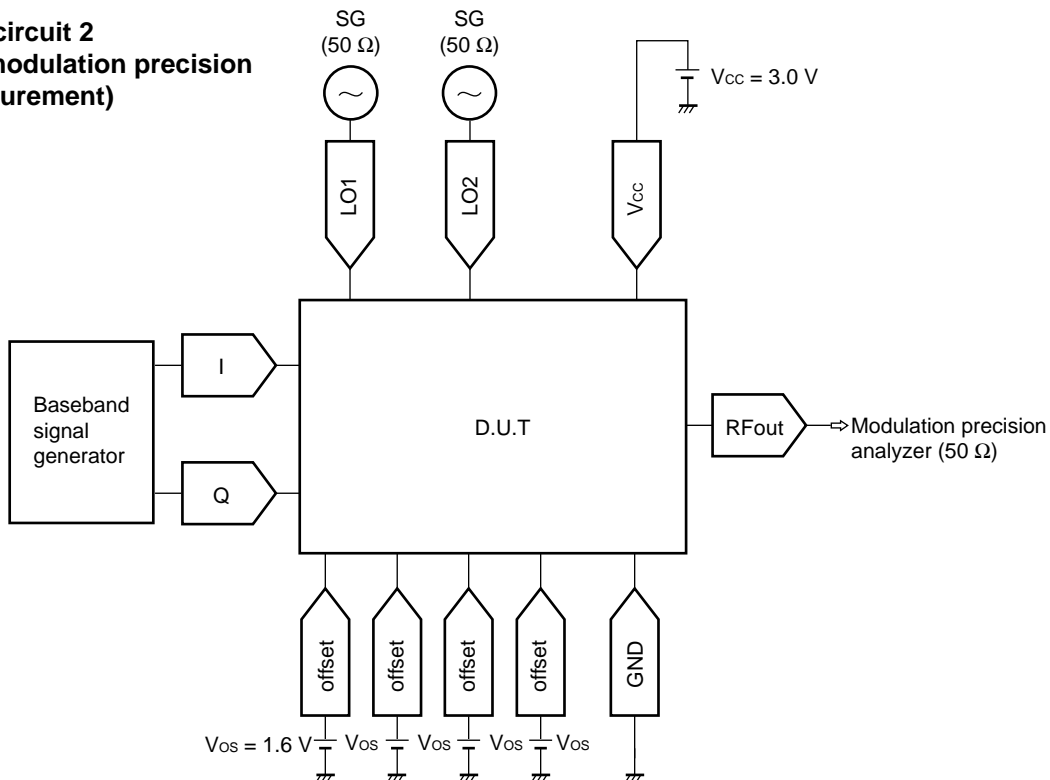 circuit 2
modulation precision
urement)
SG
(50 Ω)
SG
(50 Ω)
VCC = 3.0 V
LO1
LO2
VCC
Baseband
signal
generator
I
Q
D.U.T
RFout
Modulation precision
analyzer (50 Ω)
offset
offset
offset
offset
GND
VOS = 1.6 V
VOS
VOS
VOS
VOS